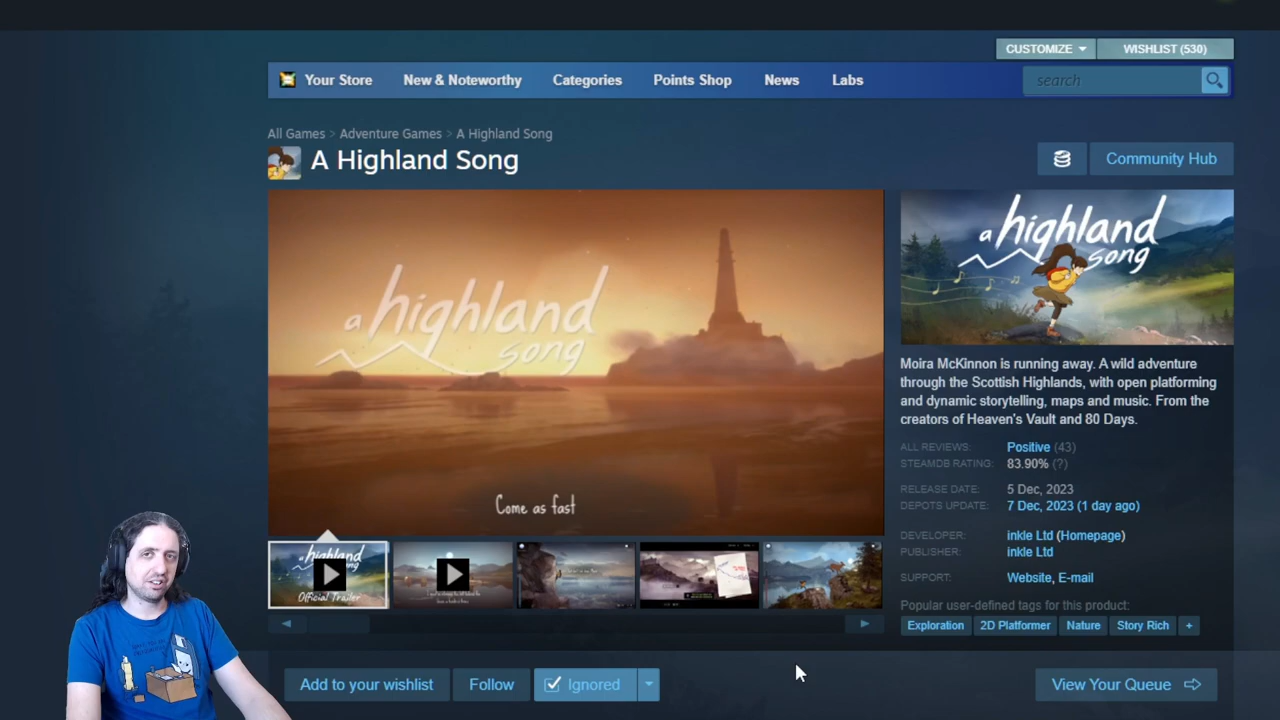 CUSTOMIZE
WISHLIST (530)
Your Store
New & Noteworthy
Categories
Points Shop
News
Labs
search
All Games > Adventure Games > A Highland Song
A Highland Song
Community Hub
a highland song
Come as fast
a highland song
Moira McKinnon is running away. A wild adventure
through the Scottish Highlands, with open platforming
and dynamic storytelling, maps and music. From the
creators of Heaven's Vault and 80 Days.
ALL REVIEWS: Positive (43)
STEAMDB RATING: 83.90% (?)
RELEASE DATE: 5 Dec, 2023
DEPOTS UPDATE: 7 Dec, 2023 (1 day ago)
DEVELOPER: inkle Ltd (Homepage)
PUBLISHER: inkle Ltd
SUPPORT: Website, E-mail
Popular user-defined tags for this product:
Exploration
2D Platformer
Nature
Story Rich
+
highland
Official Trailer
Add to your wishlist
Follow
Ignored
View Your Queue